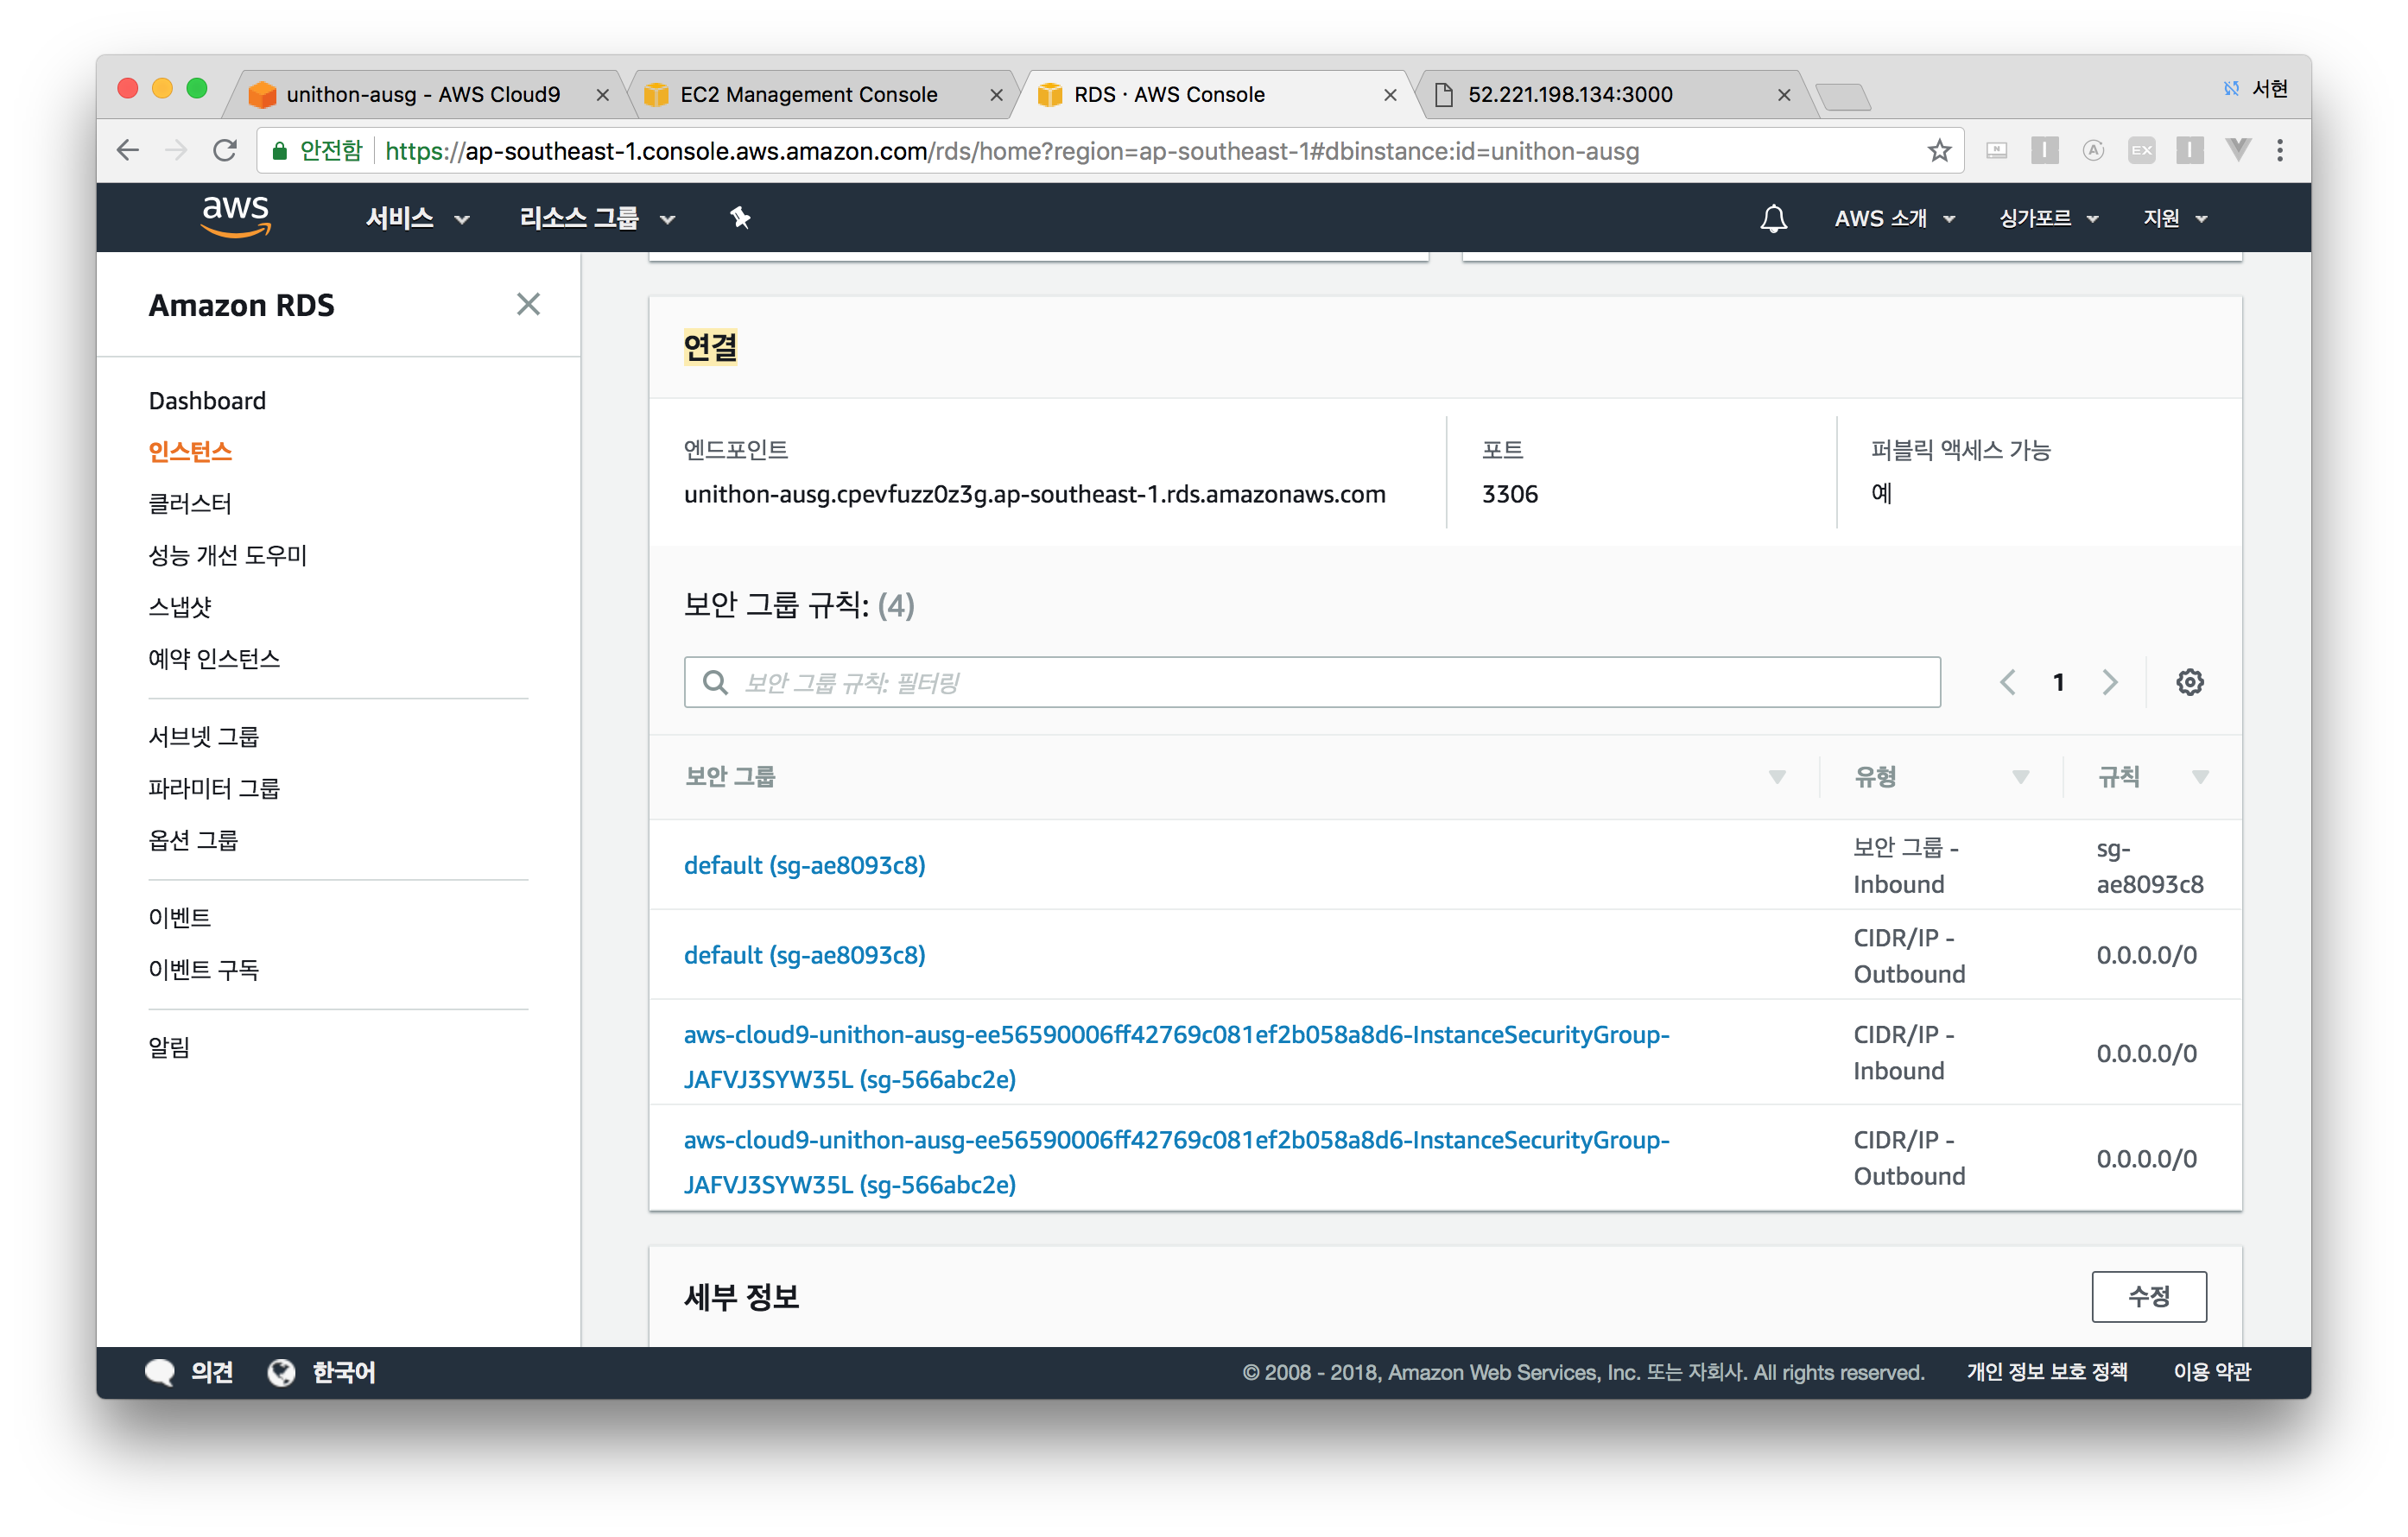 unithon-ausg - AWS Cloud9
EC2 Management Console
RDS · AWS Console
52.221.198.134:3000
서현
안전함
https://ap-southeast-1.console.aws.amazon.com/rds/home?region=ap-southeast-1#dbinstance:id=unithon-ausg
N
I
A
EX
I
aws
서비스
리소스 그룹
AWS 소개
싱가포르
지원
Amazon RDS
Dashboard
인스턴스
클러스터
성능 개선 도우미
스냅샷
예약 인스턴스
서브넷 그룹
파라미터 그룹
옵션 그룹
이벤트
이벤트 구독
알림
연결
엔드포인트
unithon-ausg.cpevfuzz0z3g.ap-southeast-1.rds.amazonaws.com
포트
3306
퍼블릭 액세스 가능
예
보안 그룹 규칙: (4)
보안 그룹 규칙: 필터링
1
보안 그룹
유형
규칙
default (sg-ae8093c8)
보안 그룹 -
Inbound
sg-
ae8093c8
default (sg-ae8093c8)
CIDR/IP -
Outbound
0.0.0.0/0
aws-cloud9-unithon-ausg-ee56590006ff42769c081ef2b058a8d6-InstanceSecurityGroup-
JAFVJ3SYW35L (sg-566abc2e)
CIDR/IP -
Inbound
0.0.0.0/0
aws-cloud9-unithon-ausg-ee56590006ff42769c081ef2b058a8d6-InstanceSecurityGroup-
JAFVJ3SYW35L (sg-566abc2e)
CIDR/IP -
Outbound
0.0.0.0/0
세부 정보
수정
의견
한국어
© 2008 - 2018, Amazon Web Services, Inc. 또는 자회사. All rights reserved.
개인 정보 보호 정책
이용 약관